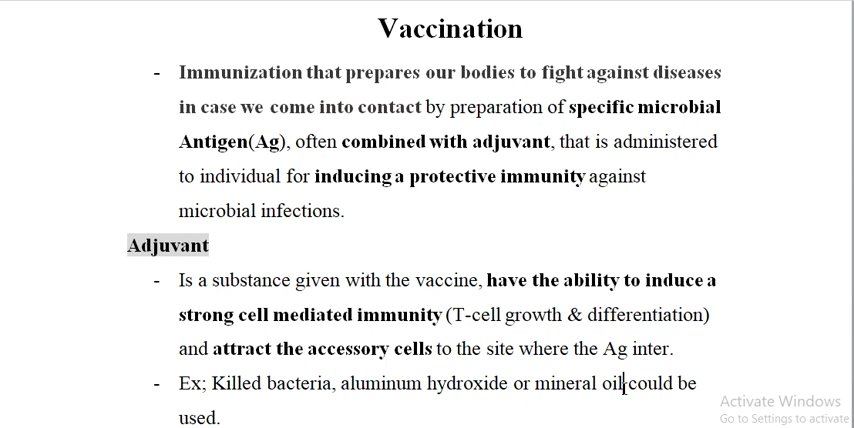 Vaccination
- Immunization that prepares our bodies to fight against diseases
in case we come into contact by preparation of specific microbial
Antigen(Ag), often combined with adjuvant, that is administered
to individual for inducing a protective immunity against
microbial infections.
Adjuvant
- Is a substance given with the vaccine, have the ability to induce a
strong cell mediated immunity (T-cell growth & differentiation)
and attract the accessory cells to the site where the Ag inter.
- Ex; Killed bacteria, aluminum hydroxide or mineral oil could be
used.
Activate Windows
Go to Settings to activate